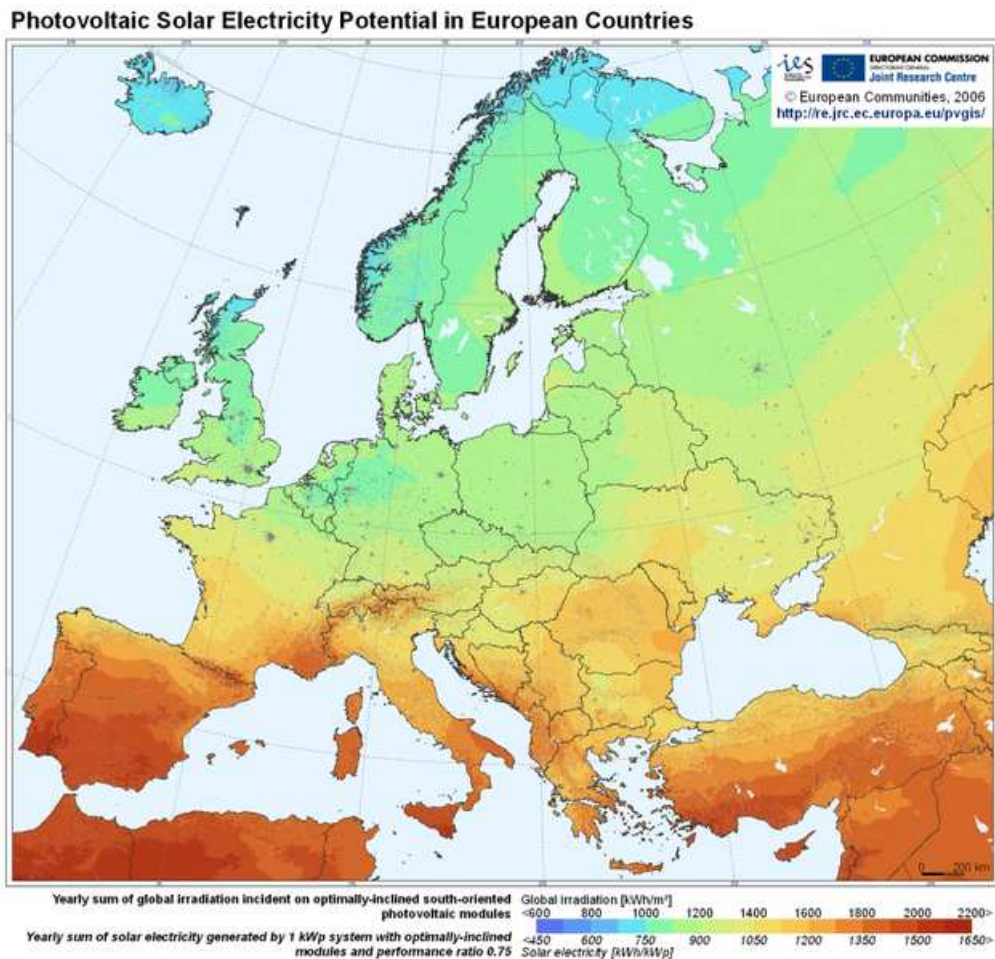 Photovoltaic Solar Electricity Potential in European Countries
ies
EUROPEAN COMMISSION
DIRECTORATE GENERAL
Joint Research Centre
© European Communities, 2006
http://re.jrc.ec.europa.eu/pvgis/
0 200 km
Yearly sum of global irradiation incident on optimally-inclined south-oriented
photovoltaic modules
Yearly sum of solar electricity generated by 1 kWp system with optimally-inclined
modules and performance ratio 0.75
Global irradiation [kWh/m²]
<600 800 1000 1200 1400 1600 1800 2000 2200>
<450 600 750 900 1050 1200 1350 1500 1650>
Solar electricity [kWh/kWp]